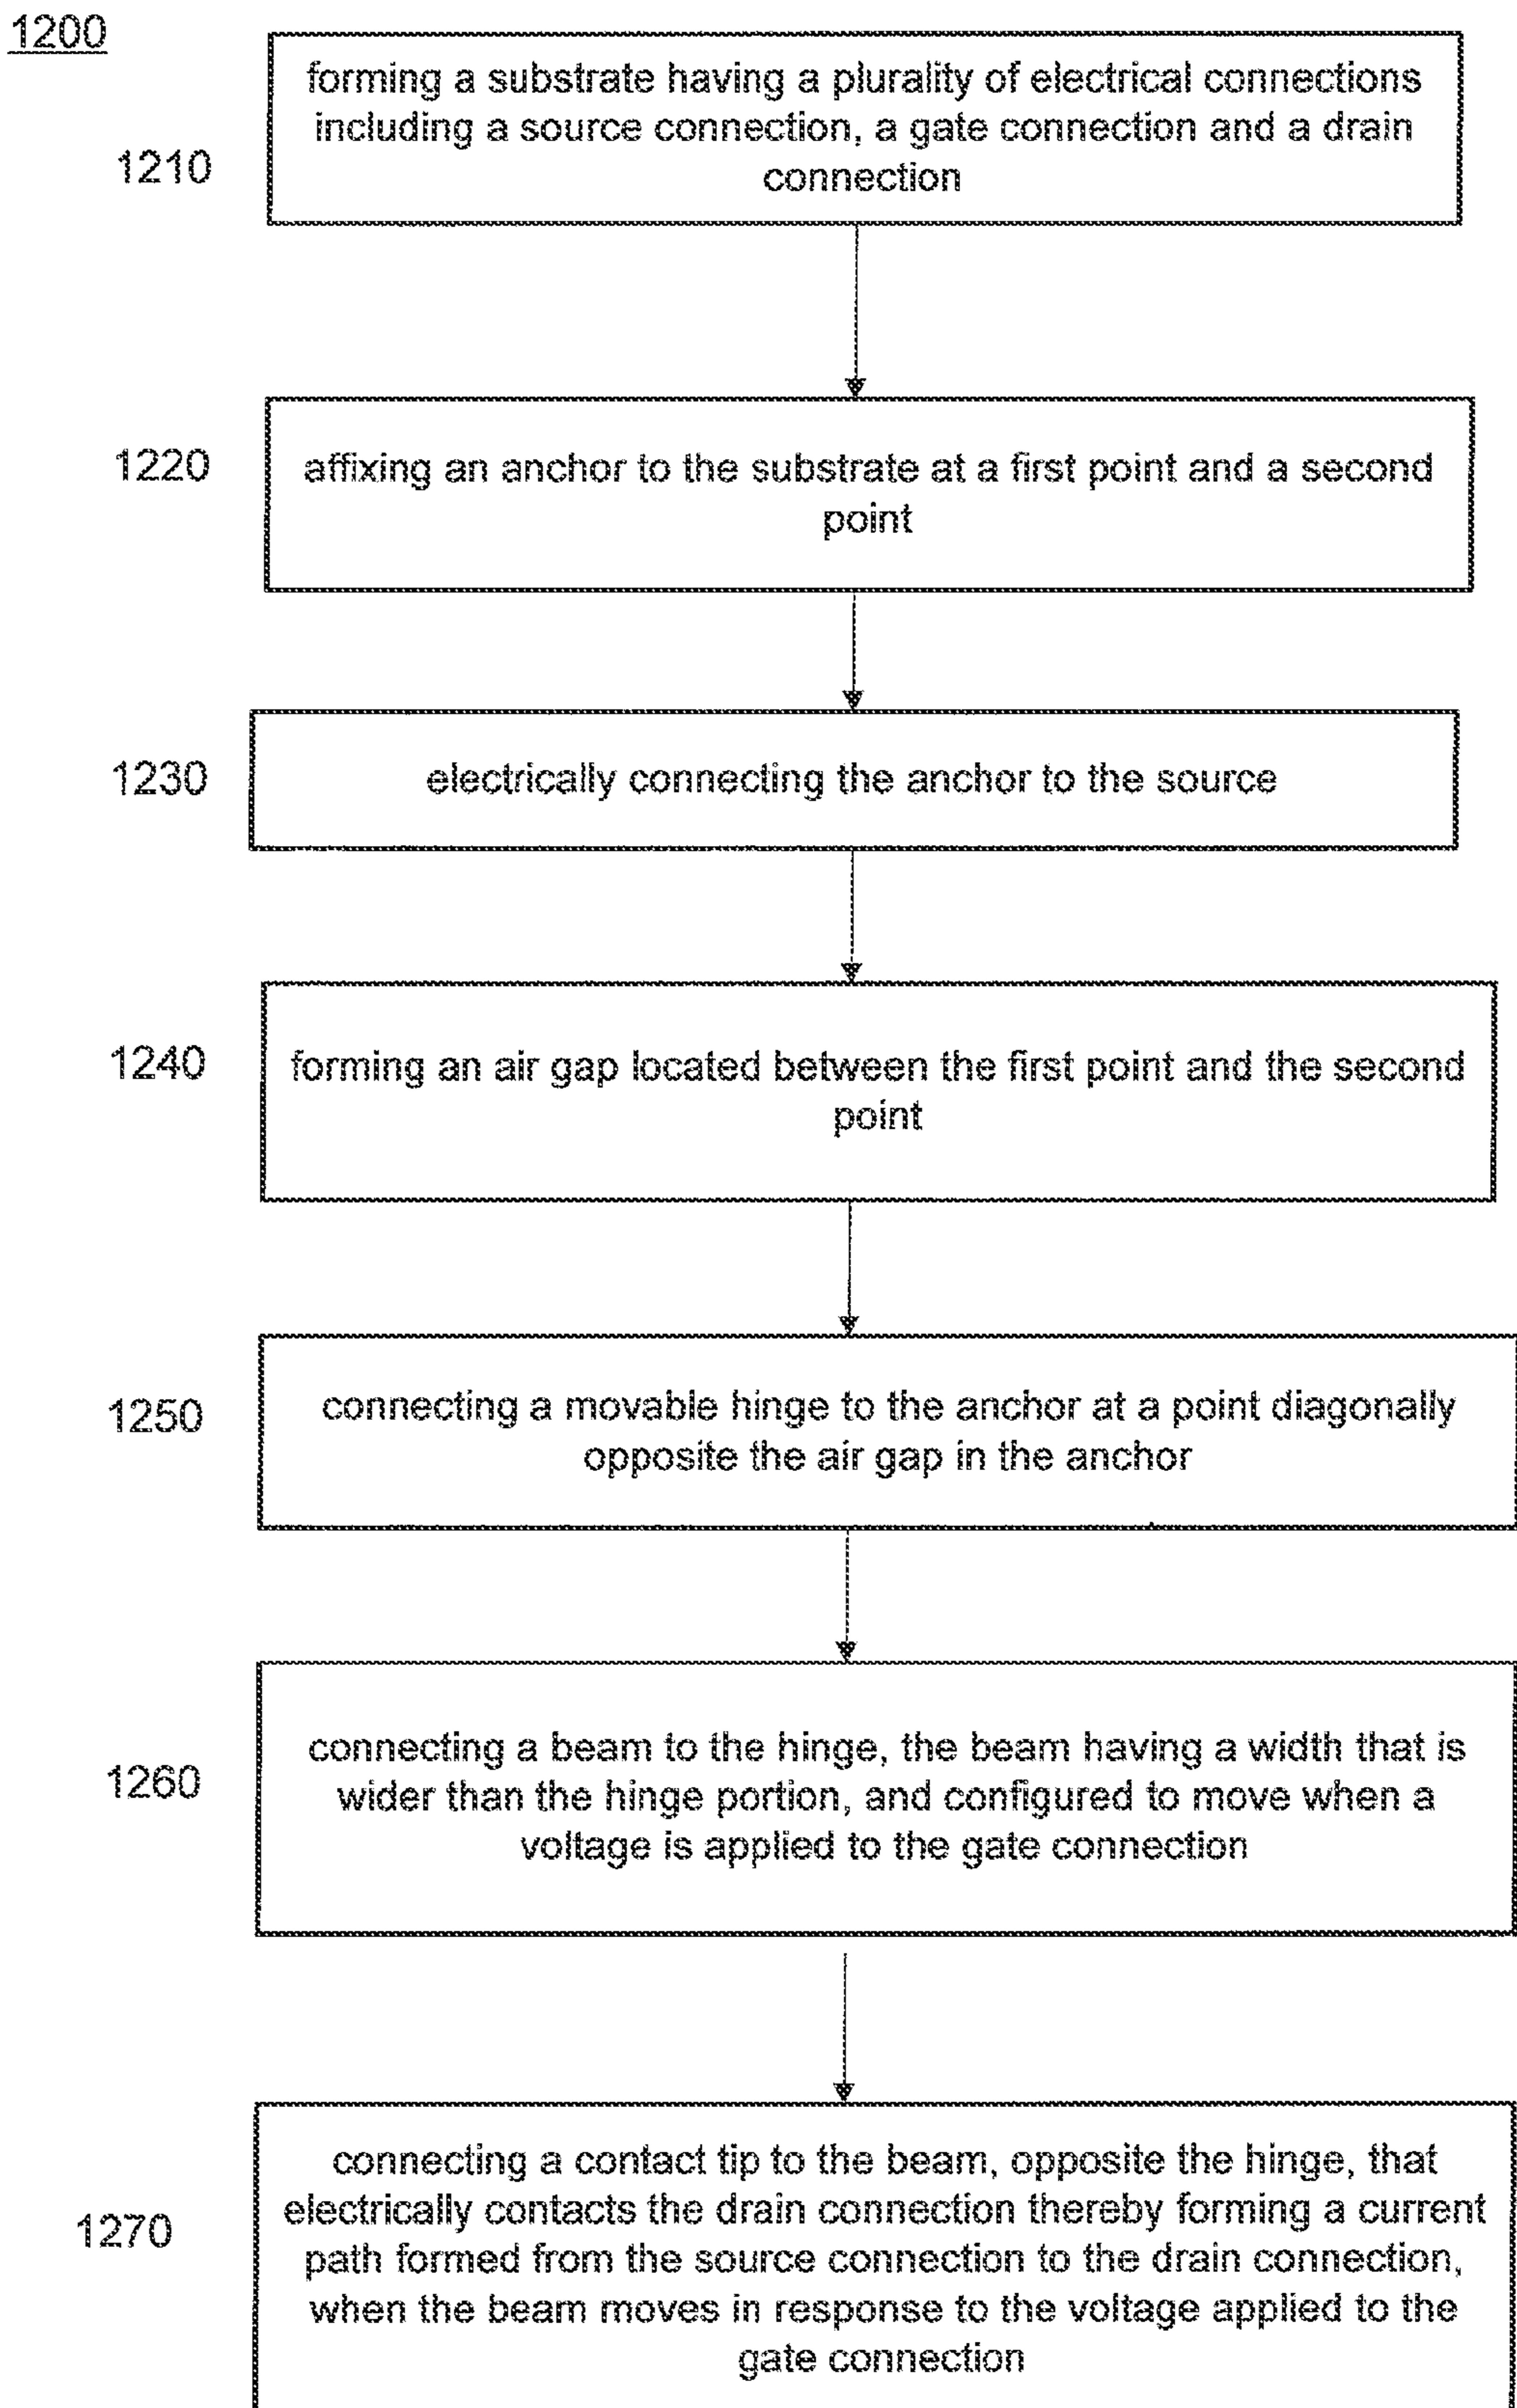 1200
forming a substrate having a plurality of electrical connections
including a source connection, a gate connection and a drain
connection
1210
1220
affixing an anchor to the substrate at a first point and a second
point
1230
electrically connecting the anchor to the source
1240
forming an air gap located between the first point and the second
point
1250
connecting a movable hinge to the anchor at a point diagonally
opposite the air gap in the anchor
1260
connecting a beam to the hinge, the beam having a width that is
wider than the hinge portion, and configured to move when a
voltage is applied to the gate connection
1270
connecting a contact tip to the beam, opposite the hinge, that
electrically contacts the drain connection thereby forming a current
path formed from the source connection to the drain connection,
when the beam moves in response to the voltage applied to the
gate connection